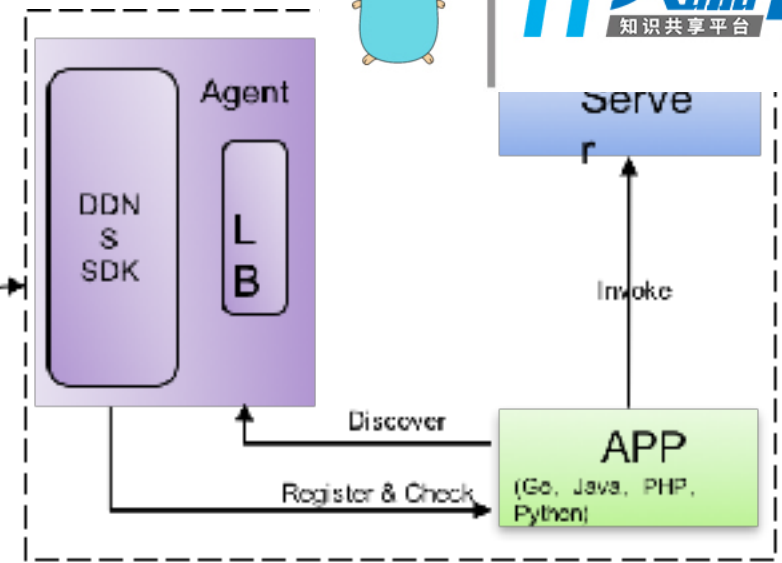 知识共享平台
Agent
Serve
r
DDN
S
SDK
L
B
Invoke
Discover
APP
Register & Check
(Go, Java, PHP,
Python)